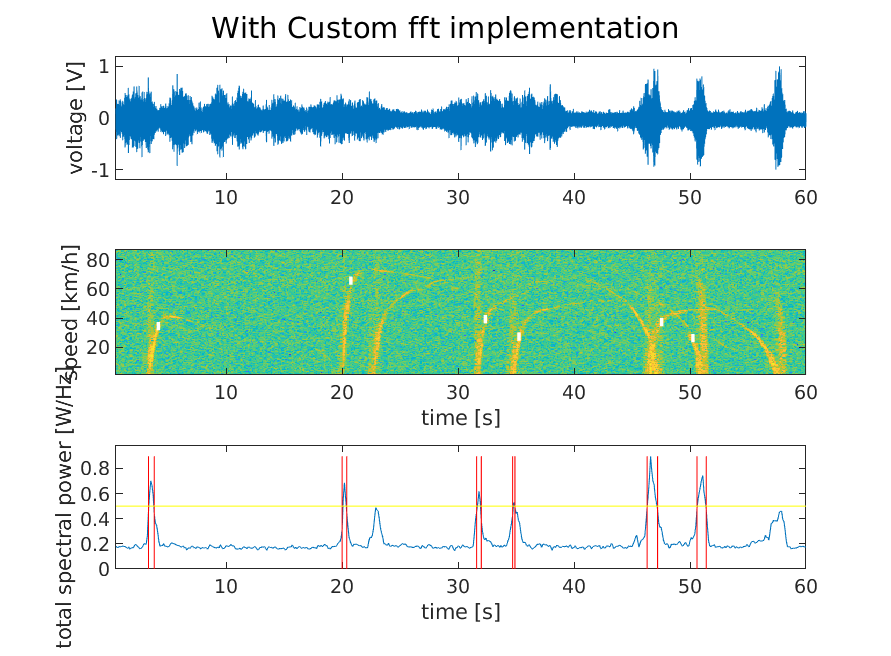 With Custom fft implementation
voltage [V]
1
0
-1
10 20 30 40 50 60
speed [km/h]
80
60
40
20
10 20 30 40 50 60
time [s]
total spectral power [W/Hz]
0.8
0.6
0.4
0.2
0
10 20 30 40 50 60
time [s]